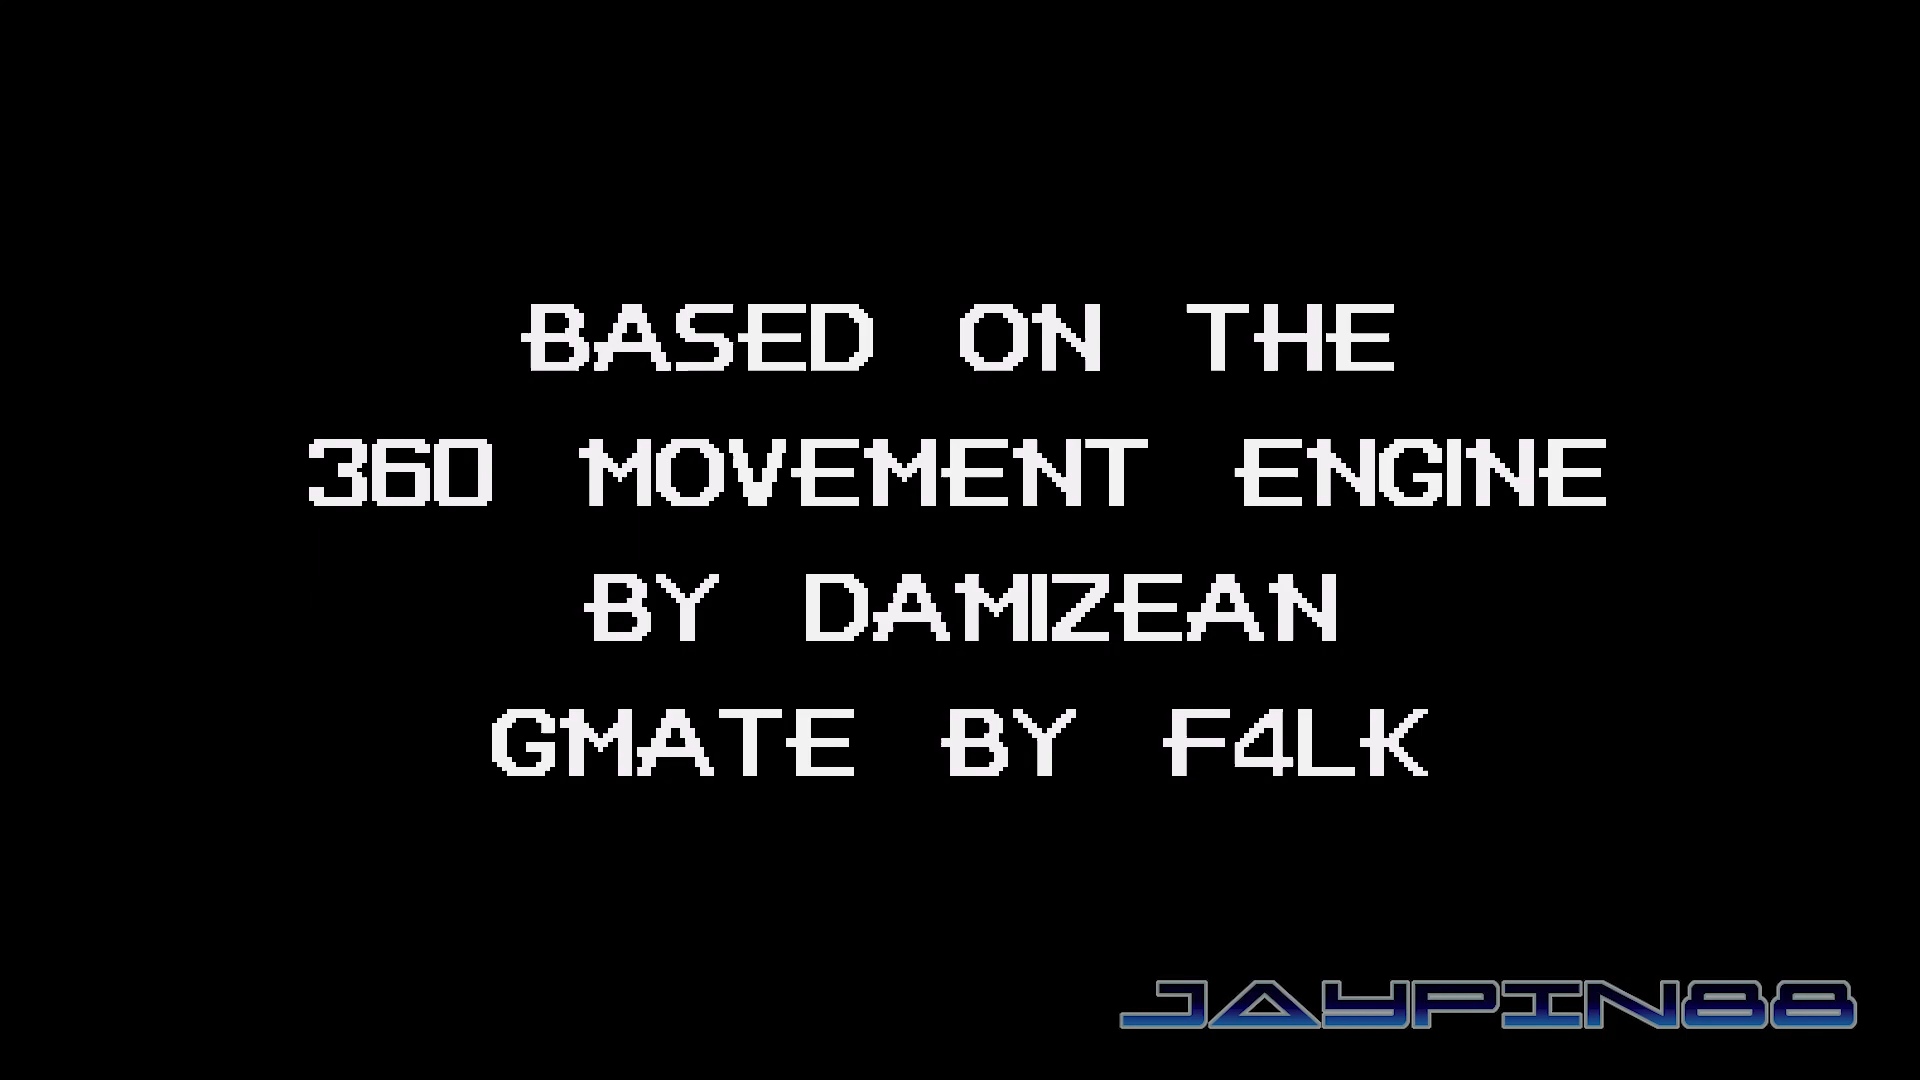 BASED ON THE
360 MOVEMENT ENGINE
BY DAMIZEAN
GMATE BY F4LK
JAYPIN88